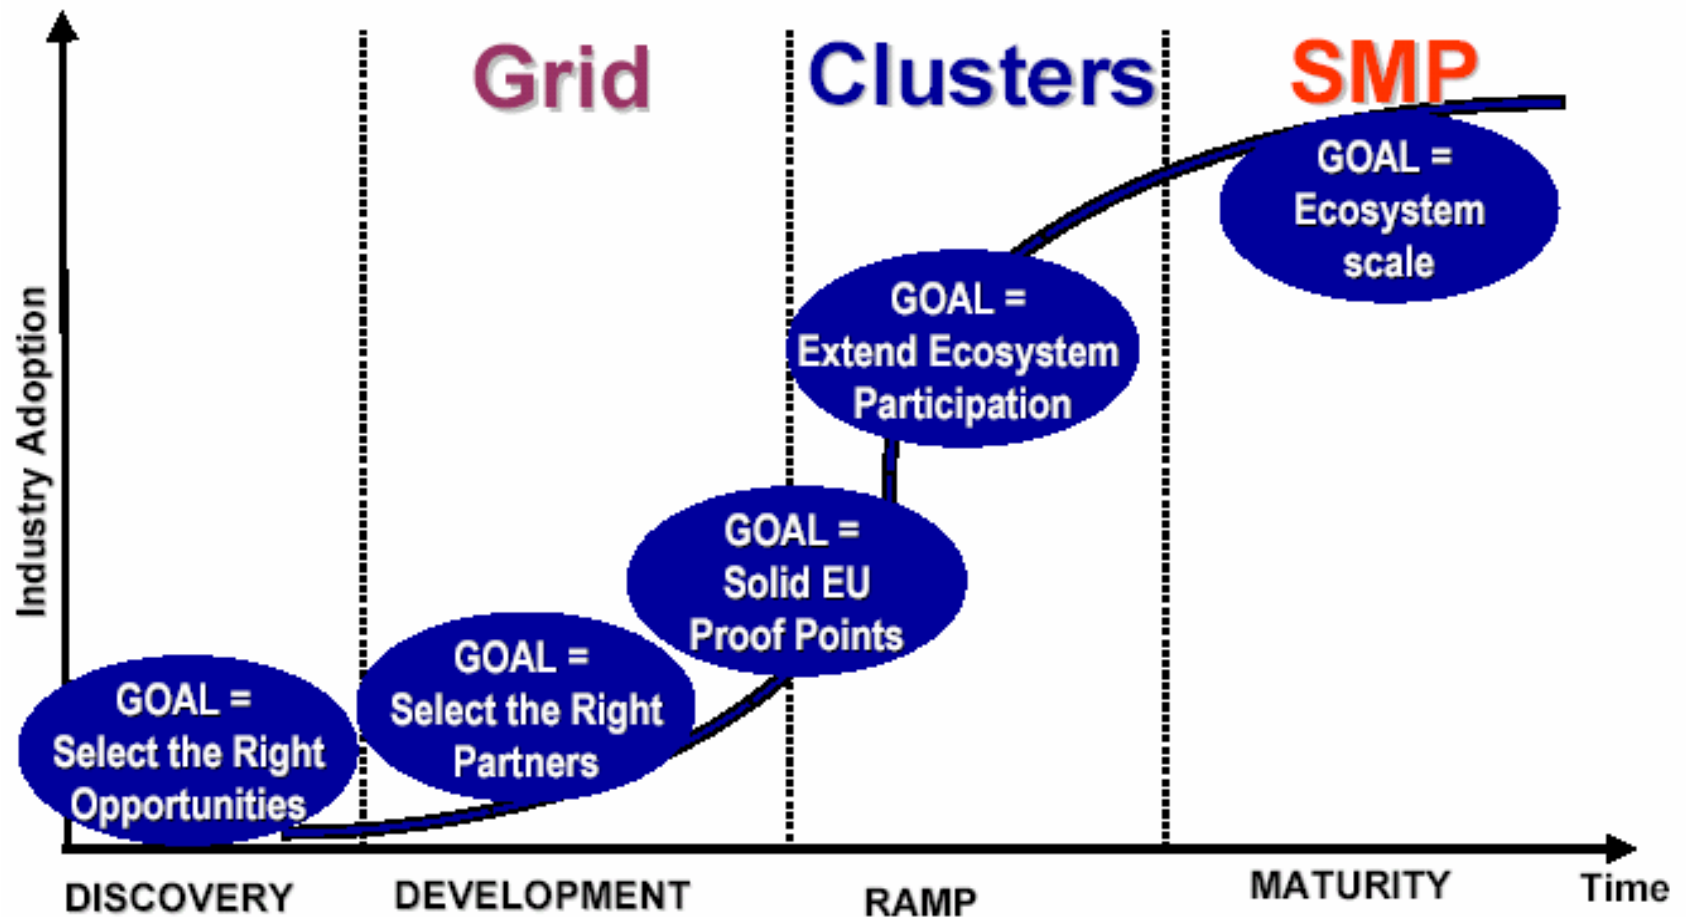 Grid
Clusters
SMP
GOAL =
Ecosystem
scale
GOAL =
Extend Ecosystem
Participation
GOAL =
Solid EU
Proof Points
GOAL =
Select the Right
Partners
GOAL =
Select the Right
Opportunities
Industry Adoption
DISCOVERY
DEVELOPMENT
RAMP
MATURITY
Time